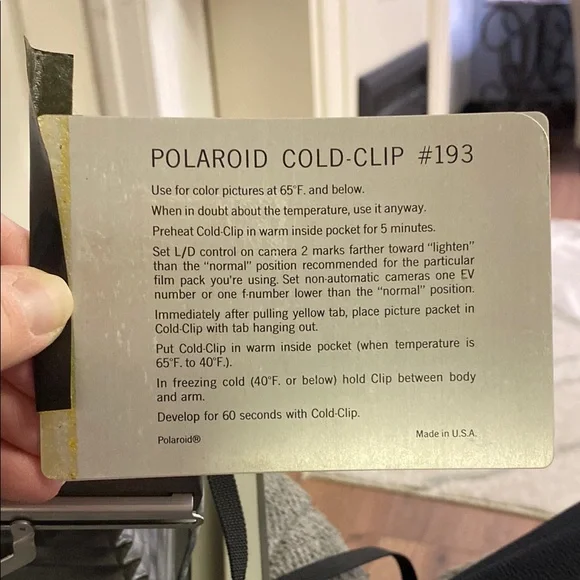 POLAROID COLD-CLIP #193
Use for color pictures at 65°F. and below.
When in doubt about the temperature, use it anyway.
Preheat Cold-Clip in warm inside pocket for 5 minutes.
Set L/D control on camera 2 marks farther toward "lighten"
than the "normal" position recommended for the particular
film pack you're using. Set non-automatic cameras one EV
number or one f-number lower than the "normal" position.
Immediately after pulling yellow tab, place picture packet in
Cold-Clip with tab hanging out.
Put Cold-Clip in warm inside pocket (when temperature is
65°F. to 40°F.).
In freezing cold (40°F. or below) hold Clip between body
and arm.
Develop for 60 seconds with Cold-Clip.
Polaroid® Made in U.S.A.